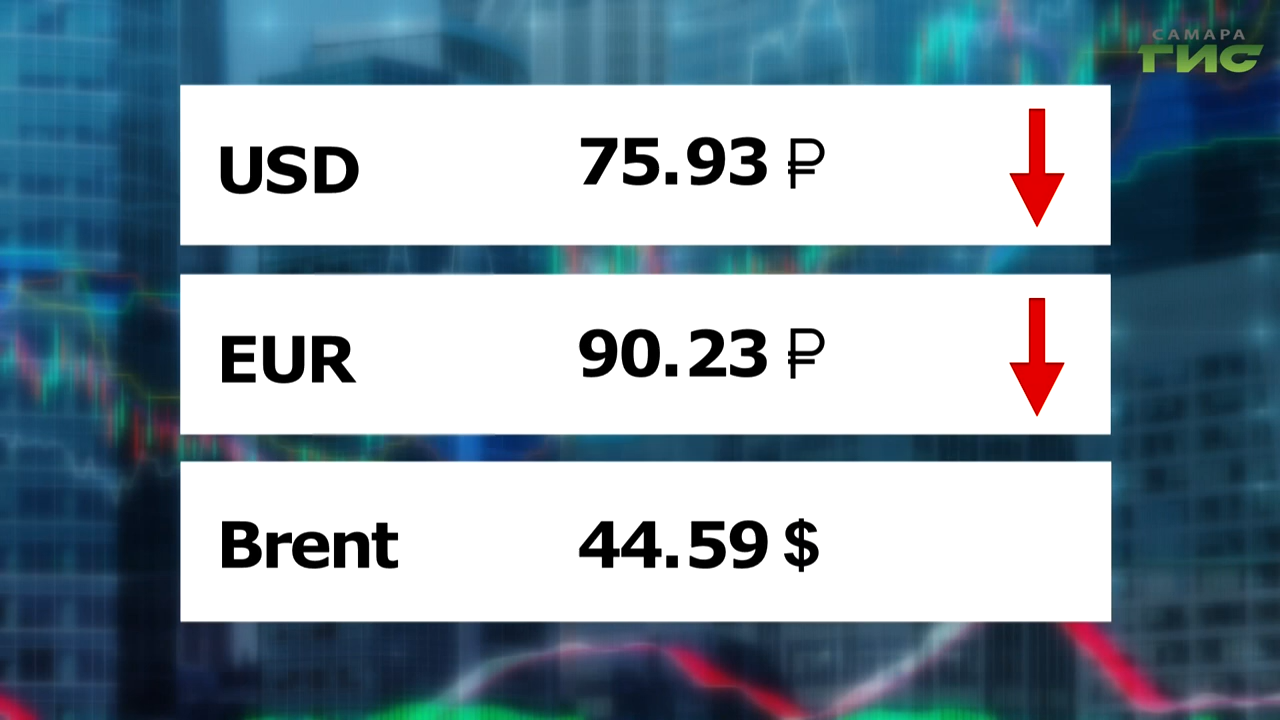 САМАРА
ГИС
USD 75.93 ₽
EUR 90.23 ₽
Brent 44.59 $